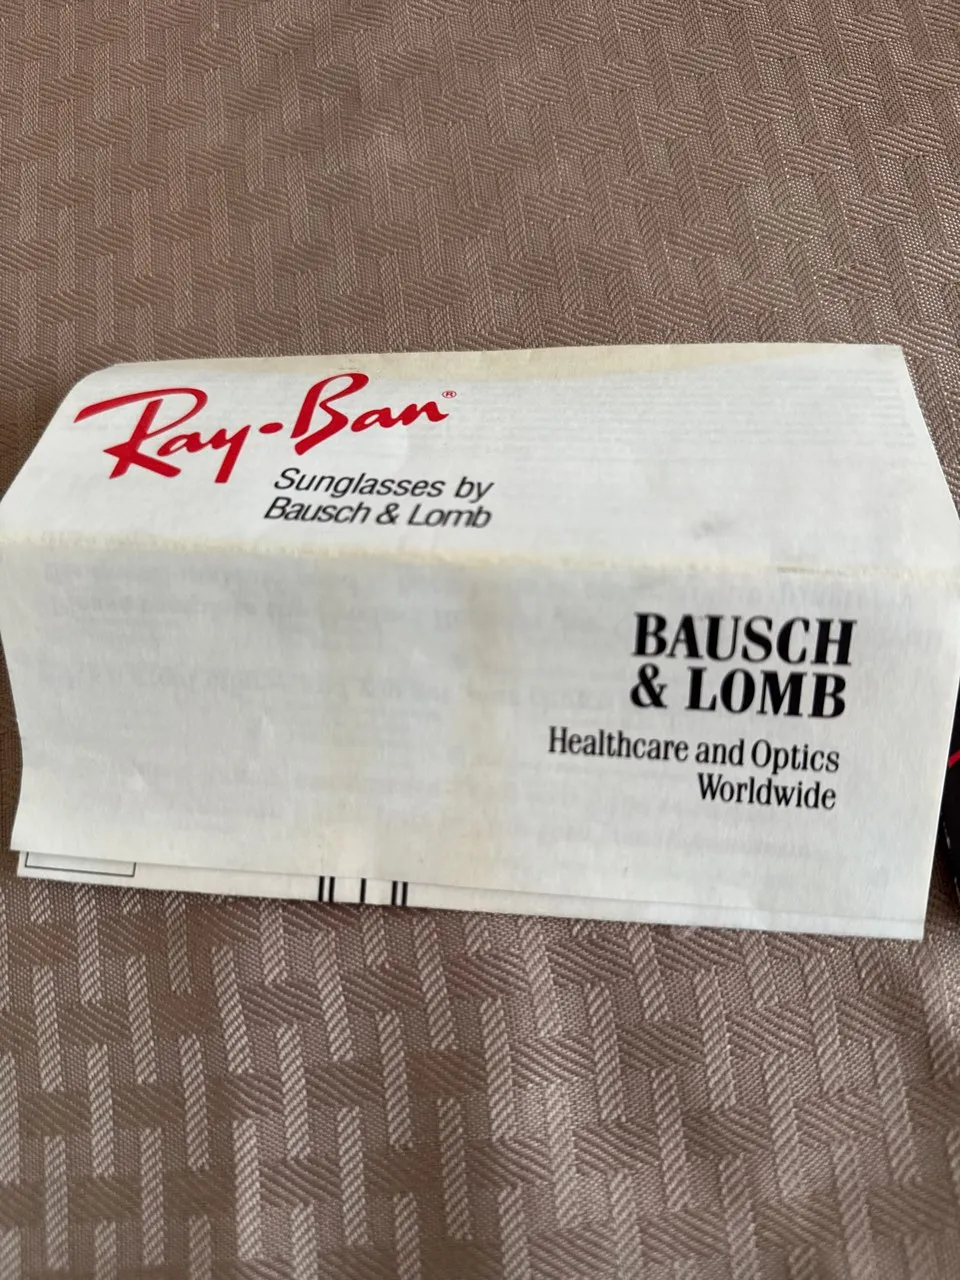 Ray-Ban®
Sunglasses by
Bausch & Lomb
BAUSCH
& LOMB
Healthcare and Optics
Worldwide